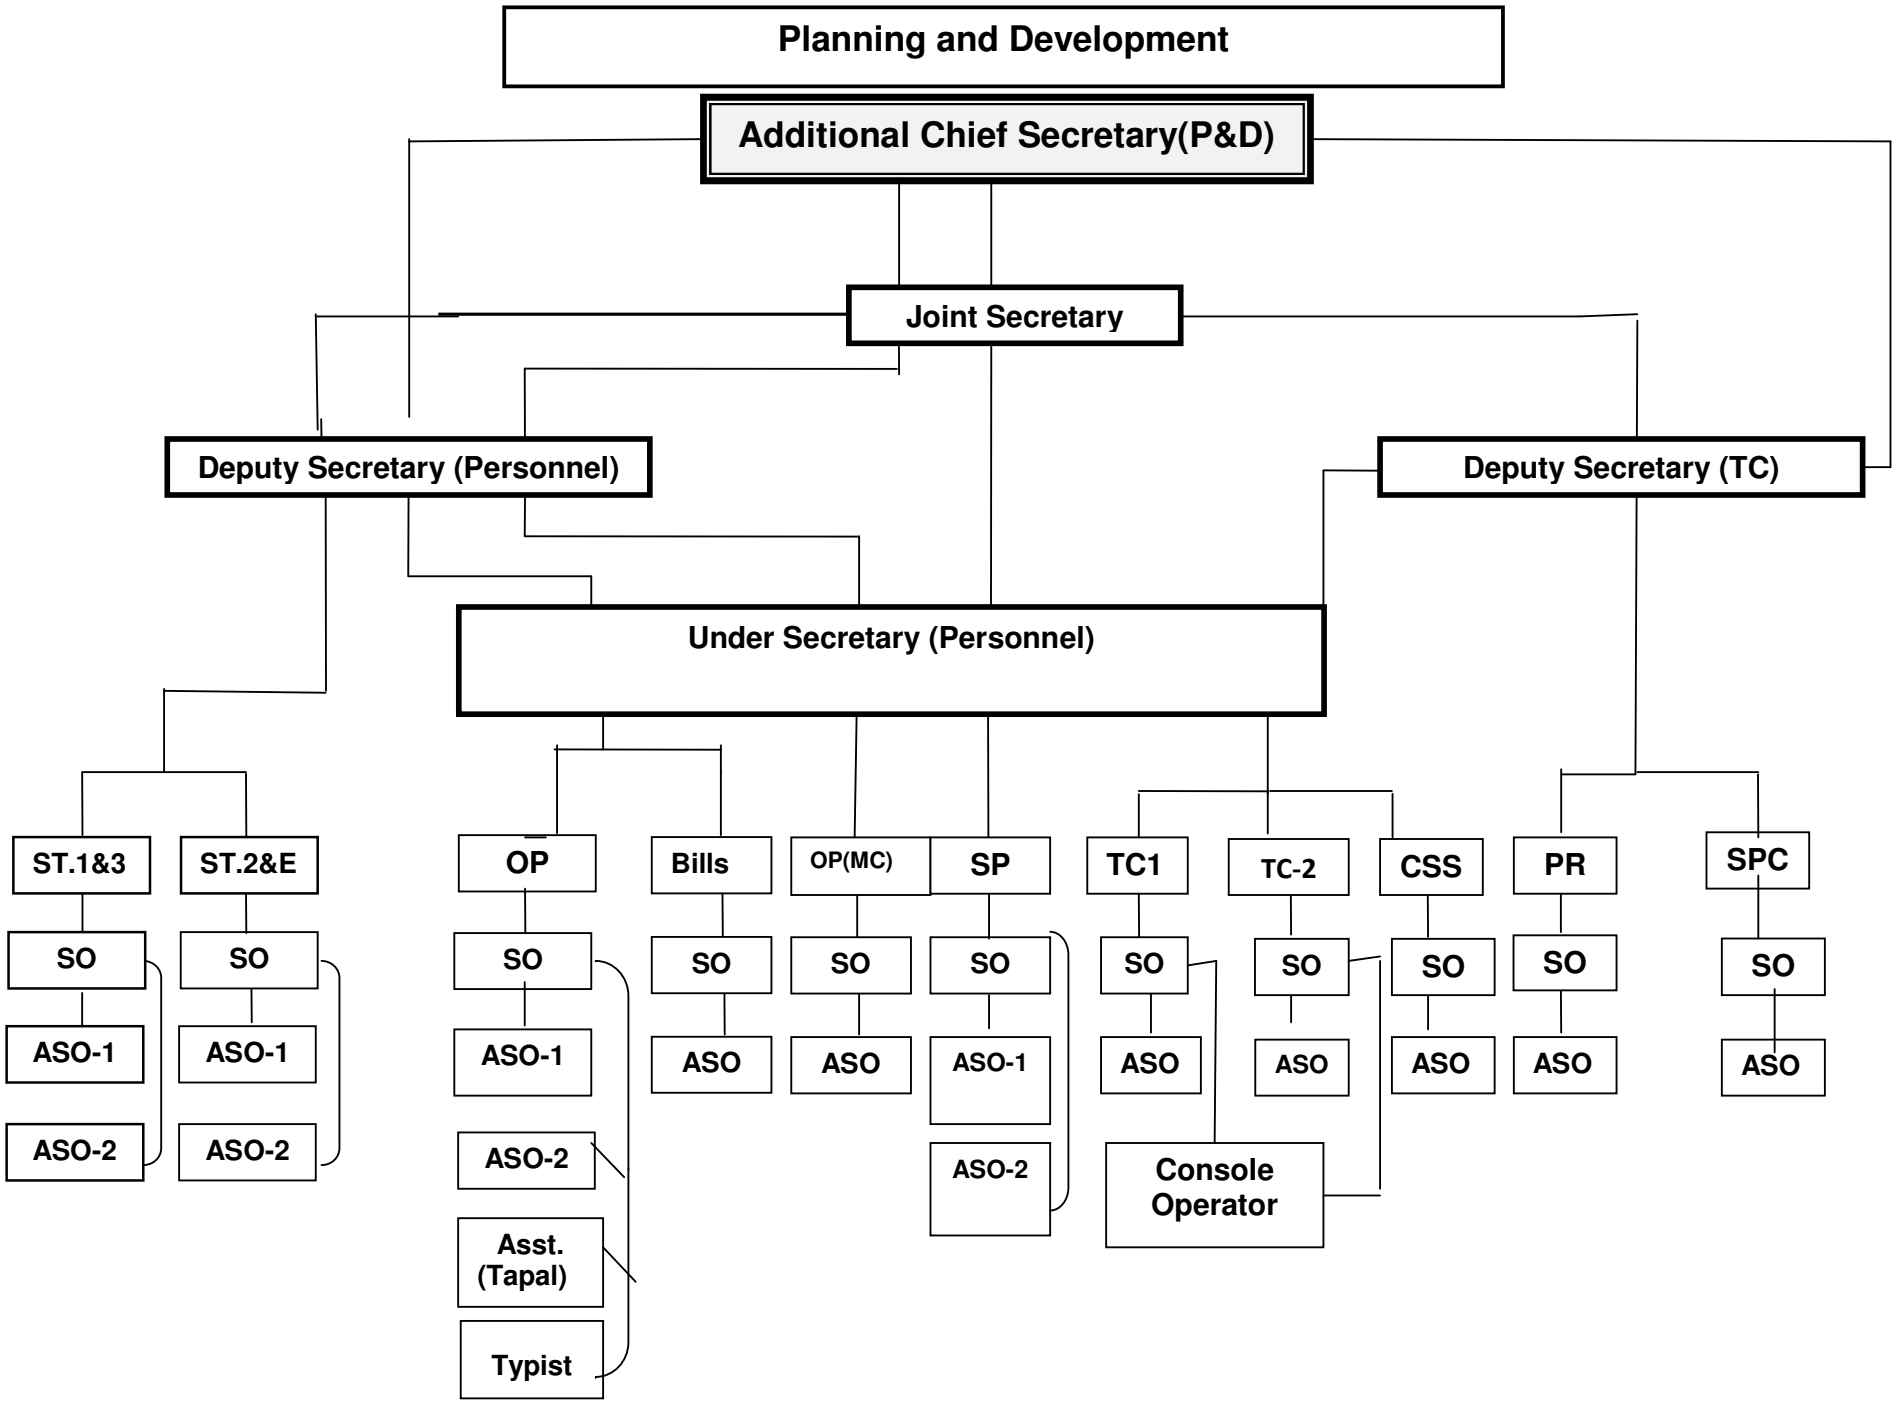 Planning and Development
Additional Chief Secretary(P&D)
Joint Secretary
Deputy Secretary (Personnel)
Deputy Secretary (TC)
Under Secretary (Personnel)
ST.1&3
ST.2&E
OP
Bills
OP(MC)
SP
TC1
TC-2
CSS
PR
SPC
SO
SO
SO
SO
SO
SO
SO
SO
SO
SO
SO
ASO-1
ASO-1
ASO-1
ASO
ASO
ASO-1
ASO
ASO
ASO
ASO
ASO
ASO-2
ASO-2
ASO-2
ASO-2
Console
Operator
Asst.
(Tapal)
Typist